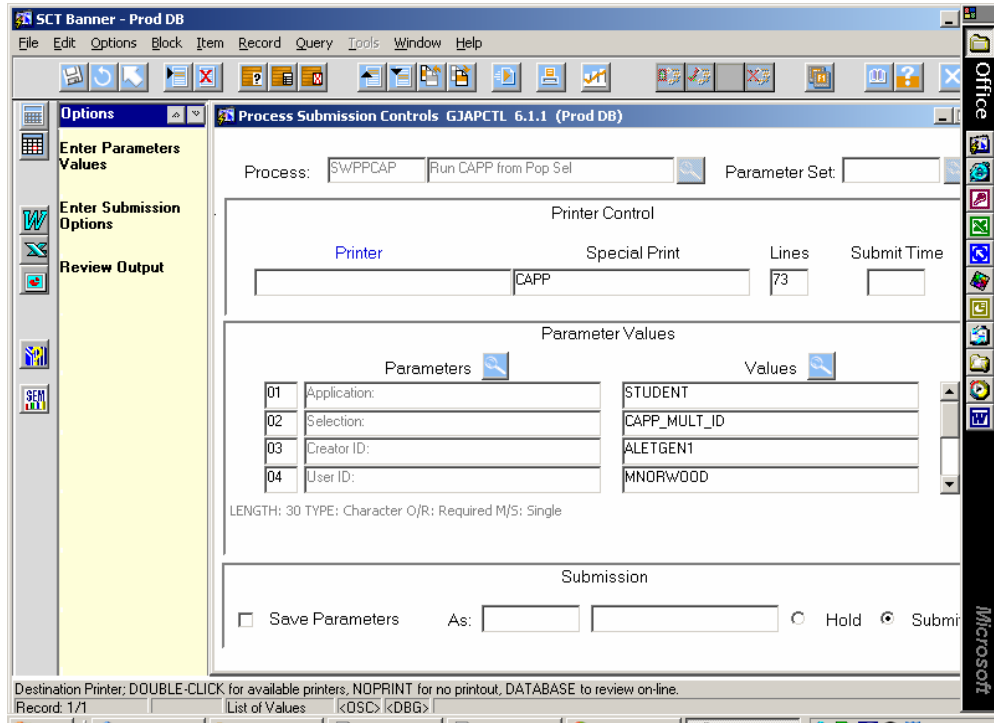 SCT Banner - Prod DB
File Edit Options Block Item Record Query Tools Window Help
Options
Enter Parameters
Values
Enter Submission
Options
Review Output
Process Submission Controls GJAPCTL 6.1.1 (Prod DB)
Process: SWPPCAP Run CAPP from Pop Sel Parameter Set:
Printer Control
Printer Special Print Lines Submit Time
CAPP 73
Parameter Values
Parameters Values
01 Application: STUDENT
02 Selection: CAPP_MULT_ID
03 Creator ID: ALETGEN1
04 User ID: MNORWOOD
LENGTH: 30 TYPE: Character O/R: Required M/S: Single
Submission
Save Parameters As: Hold Submi
Destination Printer; DOUBLE-CLICK for available printers, NOPRINT for no printout, DATABASE to review on-line.
Record: 1/1 List of Values <OSC> <DBG>
Office
Microsoft
SEM